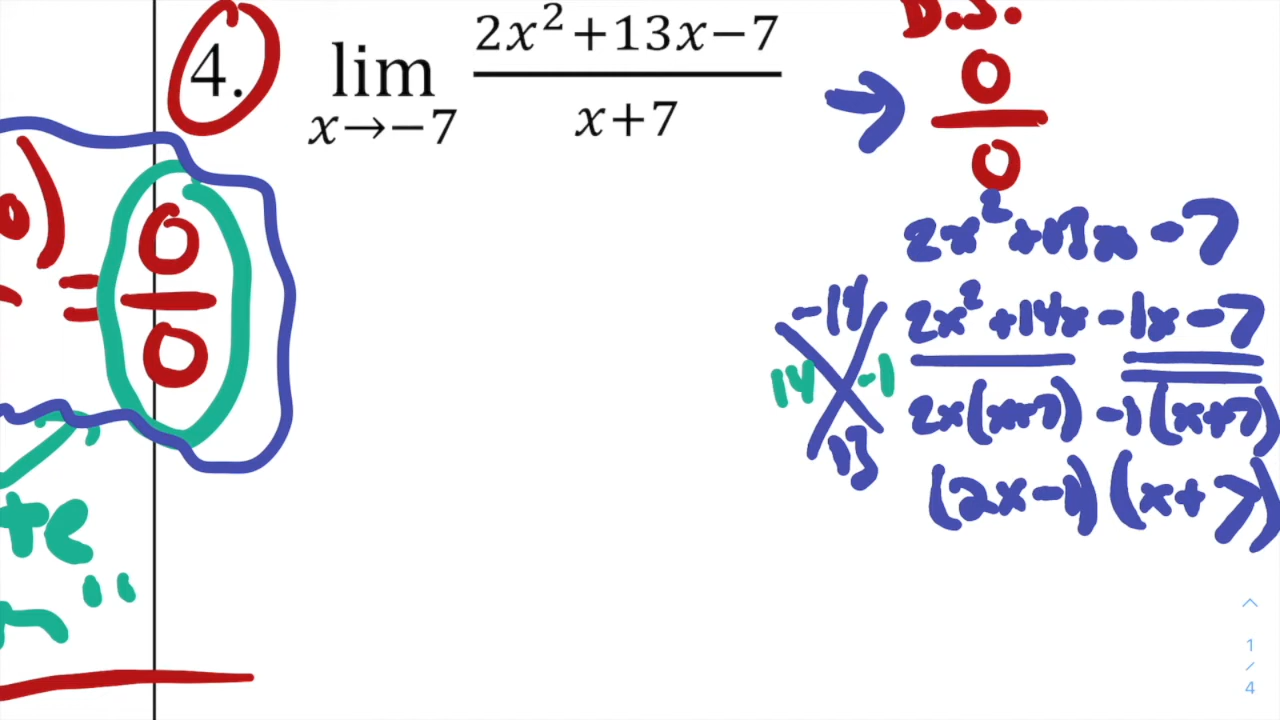 4. lim x→−7 2x²+13x−7 / x+7
D.S.
0/0
= 0/0
2x²+13x-7
-14
14 -1
13
2x²+14x-1x-7
2x(x+7)-1(x+7)
(2x-1)(x+7)
1
/
4